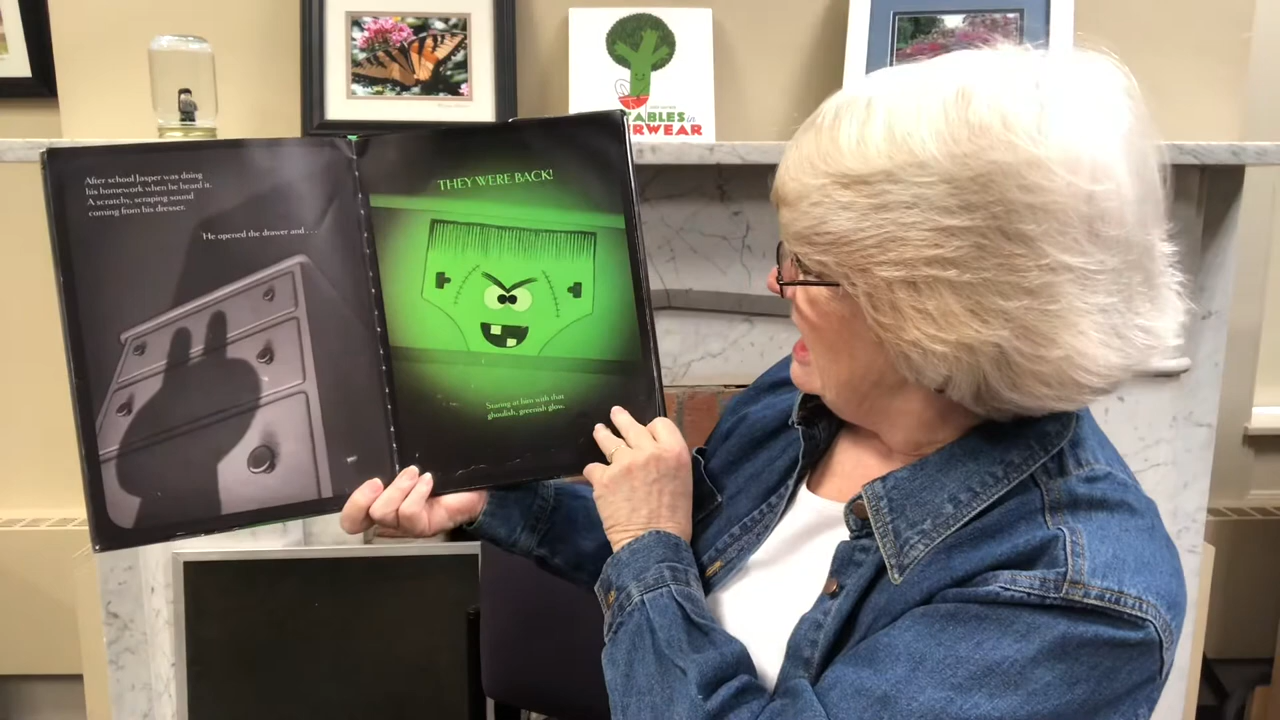 After school Jasper was doing
his homework when he heard it.
A scratchy, scraping sound
coming from his dresser.
He opened the drawer and . . .
THEY WERE BACK!
Staring at him with that
ghoulish, greenish glow.
TABLES in
RWEAR